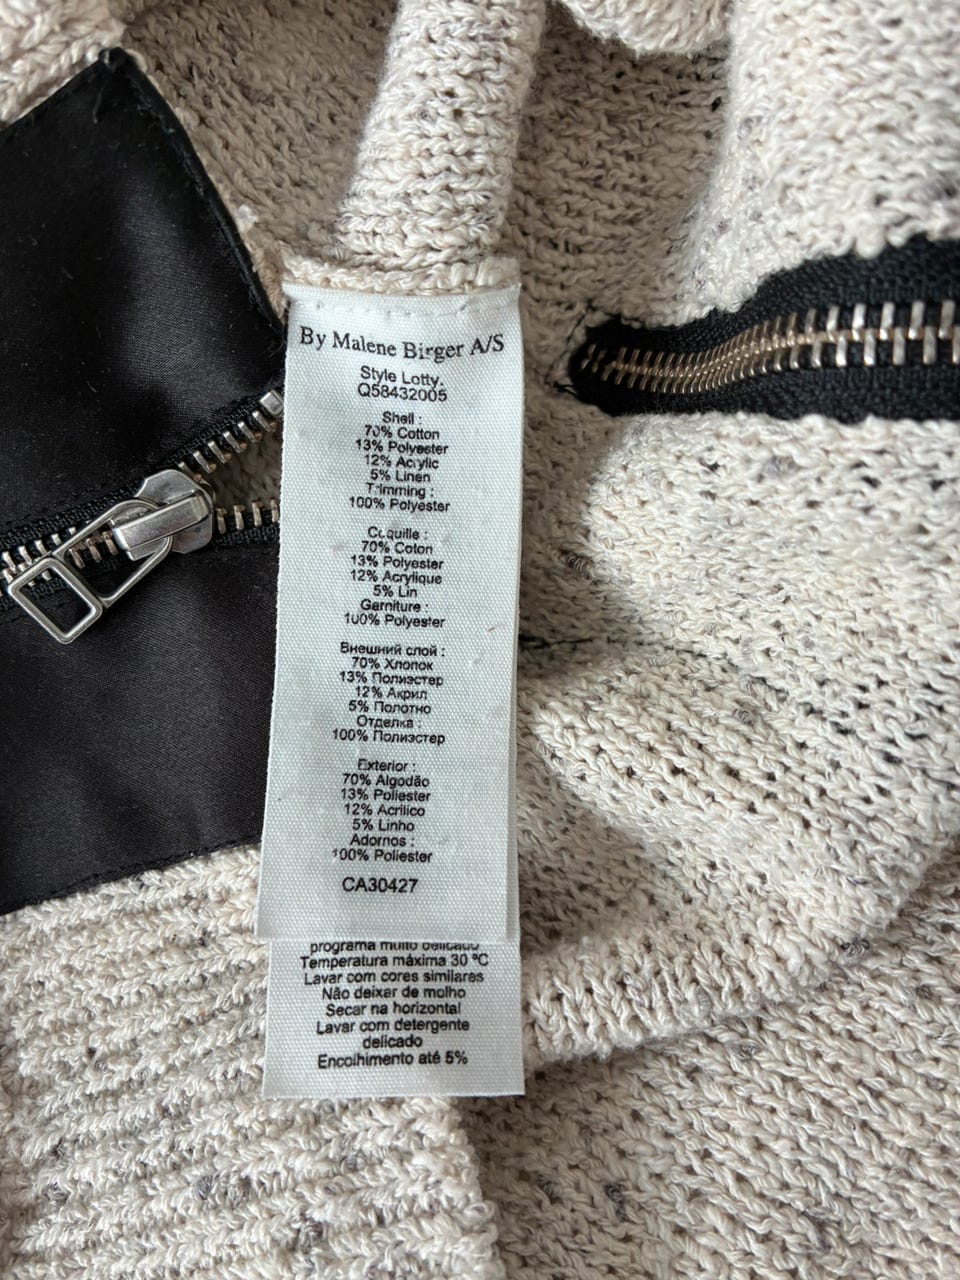 By Malene Birger A/S
Style Lotty.
Q58432005
Shell :
70% Cotton
13% Polyester
12% Acrylic
5% Linen
Trimming :
100% Polyester
Coquille :
70% Coton
13% Polyester
12% Acrylique
5% Lin
Garniture :
100% Polyester
Внешний слой :
70% Хлопок
13% Полиэстер
12% Акрил
5% Полотно
Отделка :
100% Полиэстер
Exterior :
70% Algodão
13% Poliester
12% Acrilico
5% Linho
Adornos :
100% Poliester
CA30427
programa muito delicado
Temperatura máxima 30 ºC
Lavar com cores similares
Não deixar de molho
Secar na horizontal
Lavar com detergente
delicado
Encolhimento até 5%